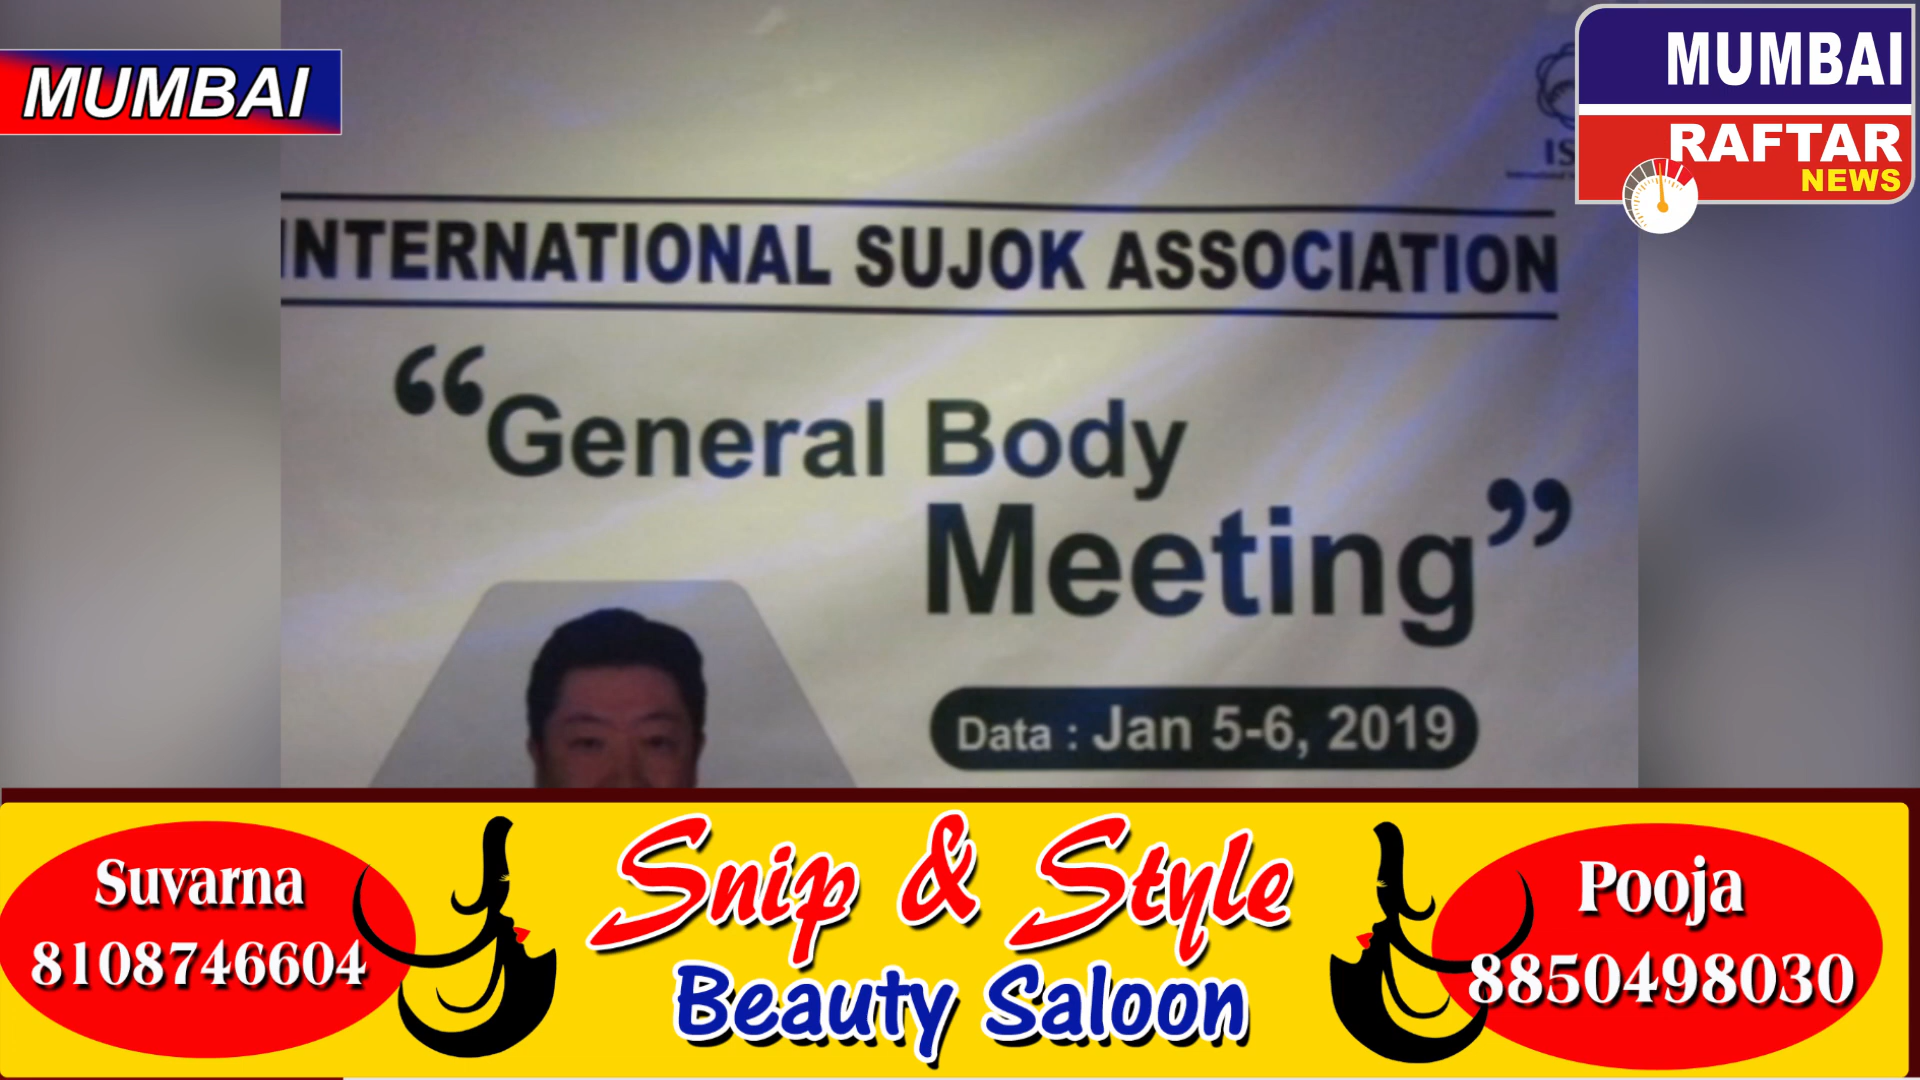 MUMBAI
MUMBAI
RAFTAR
NEWS
IS
INTERNATIONAL SUJOK ASSOCIATION
“General Body
Meeting”
Data : Jan 5-6, 2019
Suvarna
8108746604
Snip & Style
Beauty Saloon
Pooja
8850498030